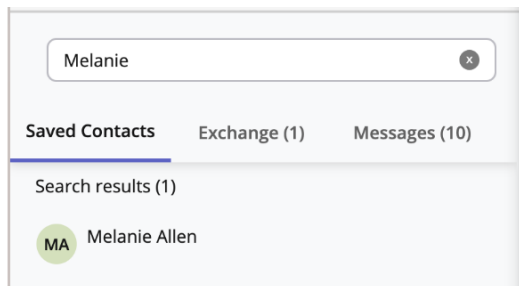 Melanie
x
Saved Contacts Exchange (1) Messages (10)
Search results (1)
MA Melanie Allen